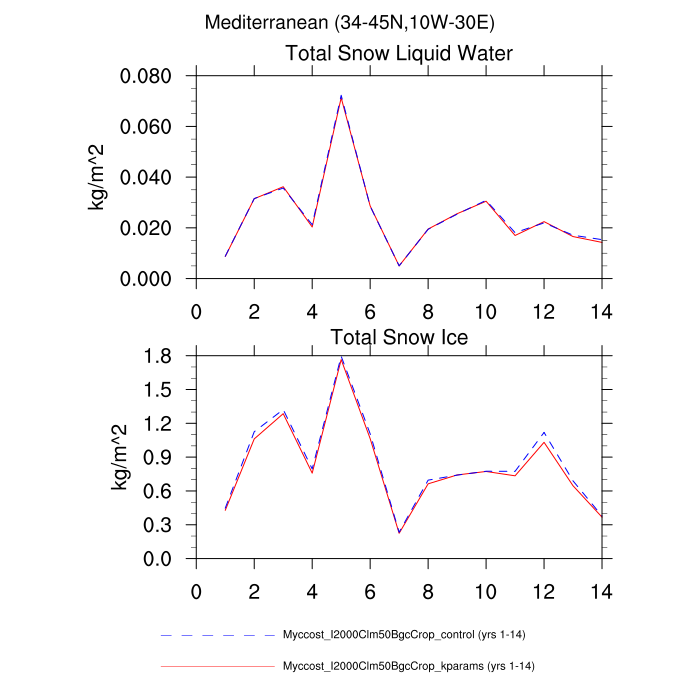 Mediterranean (34-45N,10W-30E)
Total Snow Liquid Water
0.080
0.060
0.040
0.020
0.000
kg/m^2
0 2 4 6 8 10 12 14
Total Snow Ice
1.8
1.5
1.2
0.9
0.6
0.3
0.0
kg/m^2
0 2 4 6 8 10 12 14
Myccost_I2000Clm50BgcCrop_control (yrs 1-14)
Myccost_I2000Clm50BgcCrop_kparams (yrs 1-14)